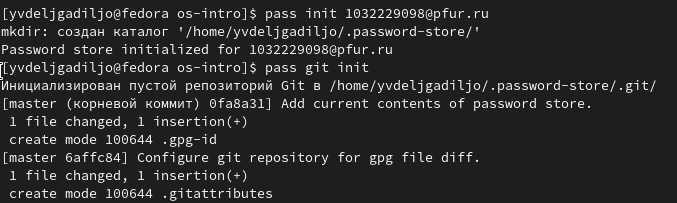 [yvdeljgadiljo@fedora os-intro]$ pass init 1032229098@pfur.ru
mkdir: создан каталог '/home/yvdeljgadiljo/.password-store/'
Password store initialized for 1032229098@pfur.ru
[yvdeljgadiljo@fedora os-intro]$ pass git init
Инициализирован пустой репозиторий Git в /home/yvdeljgadiljo/.password-store/.git/
[master (корневой коммит) 0fa8a31] Add current contents of password store.
 1 file changed, 1 insertion(+)
 create mode 100644 .gpg-id
[master 6affc84] Configure git repository for gpg file diff.
 1 file changed, 1 insertion(+)
 create mode 100644 .gitattributes